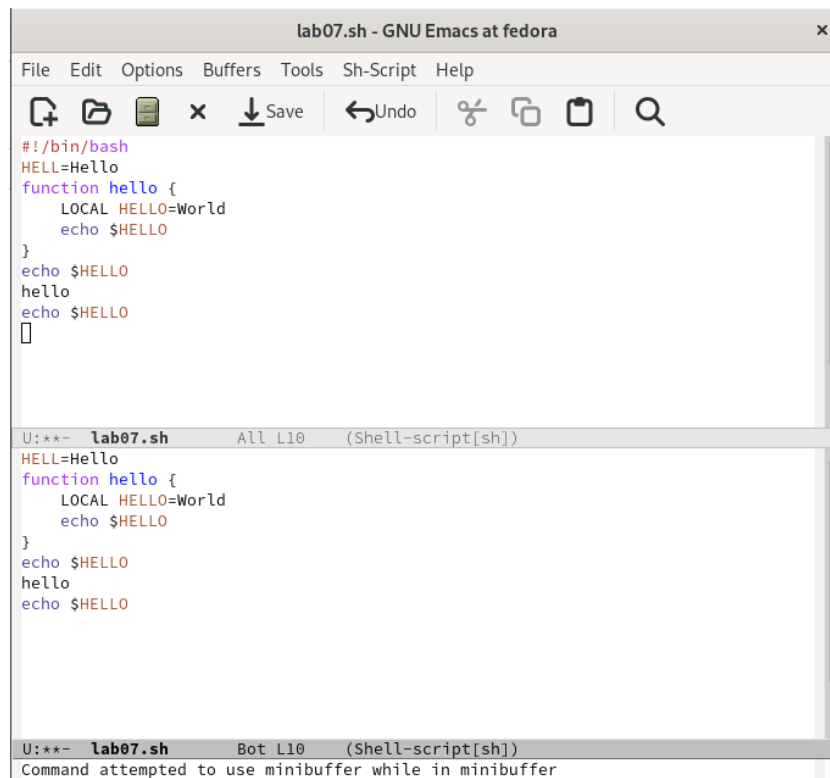 lab07.sh - GNU Emacs at fedora ×
File Edit Options Buffers Tools Sh-Script Help
Save Undo
#!/bin/bash
HELL=Hello
function hello {
    LOCAL HELLO=World
    echo $HELLO
}
echo $HELLO
hello
echo $HELLO
U:**- lab07.sh All L10 (Shell-script[sh])
HELL=Hello
function hello {
    LOCAL HELLO=World
    echo $HELLO
}
echo $HELLO
hello
echo $HELLO
U:**- lab07.sh Bot L10 (Shell-script[sh])
Command attempted to use minibuffer while in minibuffer